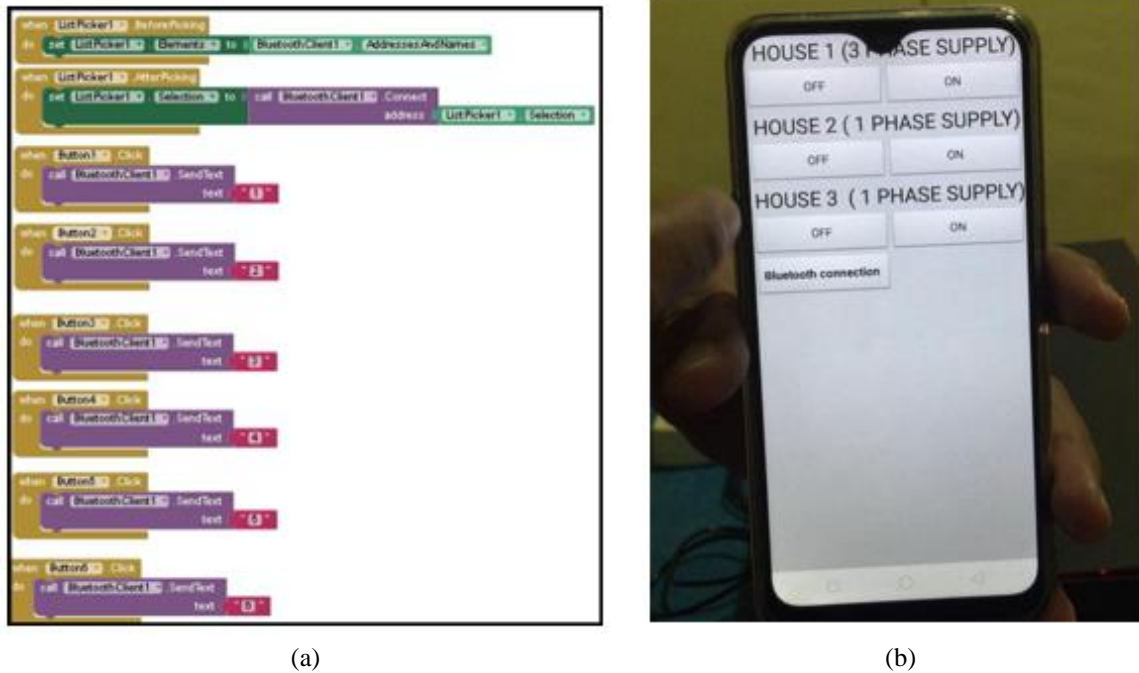 when ListPicker1 .BeforePicking
do set ListPicker1 . Elements to BluetoothClient1 . AddressesAndNames
when ListPicker1 .AfterPicking
do set ListPicker1 . Selection to call BluetoothClient1 .Connect
address ListPicker1 . Selection
when Button1 .Click
do call BluetoothClient1 .SendText
text " 1 "
when Button2 .Click
do call BluetoothClient1 .SendText
text " 2 "
when Button3 .Click
do call BluetoothClient1 .SendText
text " 3 "
when Button4 .Click
do call BluetoothClient1 .SendText
text " 4 "
when Button5 .Click
do call BluetoothClient1 .SendText
text " 5 "
when Button6 .Click
do call BluetoothClient1 .SendText
text " "
(a)
HOUSE 1 (3 PHASE SUPPLY)
OFF ON
HOUSE 2 ( 1 PHASE SUPPLY)
OFF ON
HOUSE 3 ( 1 PHASE SUPPLY)
OFF ON
Bluetooth connection
(b)